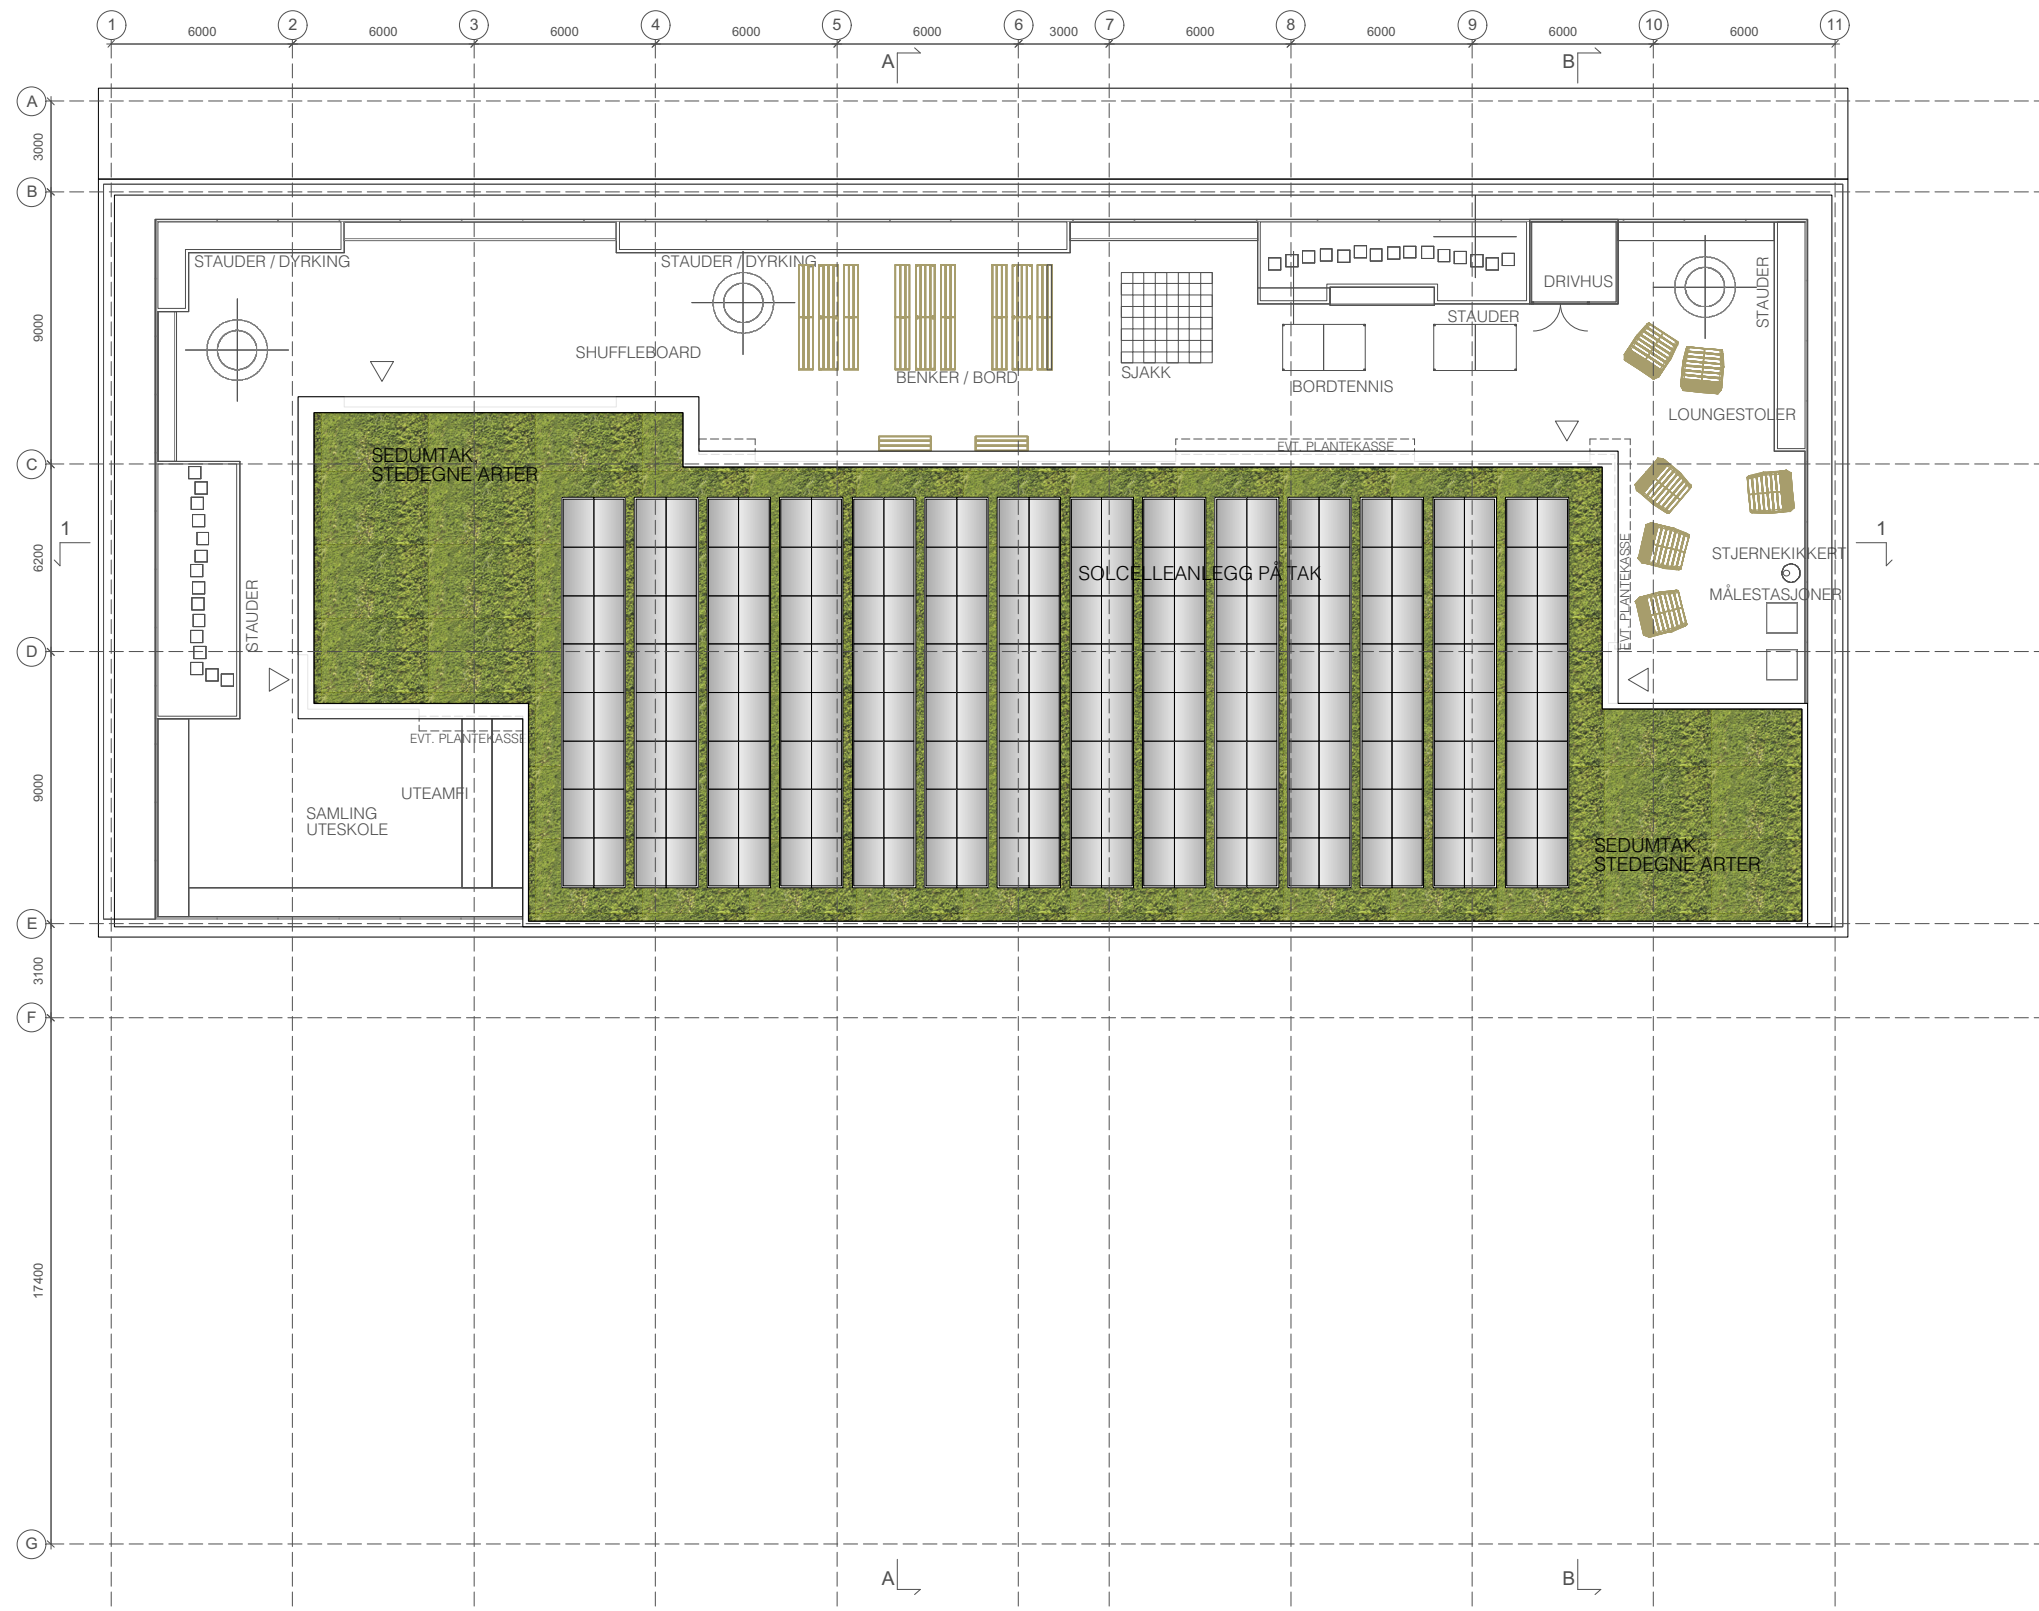 1 2 3 4 5 6 7 8 9 10 11
6000 6000 6000 6000 6000 3000 6000 6000 6000 6000
A B
A
3000
B
9000
C
6200
D
9000
E
3100
F
17400
G
STAUDER / DYRKING
STAUDER / DYRKING
DRIVHUS
STAUDER
STAUDER
SHUFFLEBOARD
BENKER / BORD
SJAKK
BORDTENNIS
LOUNGESTOLER
EVT. PLANTEKASSE
SEDUMTAK,
STEDEGNE ARTER
1
1
SOLCELLEANLEGG PÅ TAK
STJERNEKIKKERT
MÅLESTASJONER
EVT. PLANTEKASSE
STAUDER
EVT. PLANTEKASSE
UTEAMFI
SAMLING
UTESKOLE
SEDUMTAK,
STEDEGNE ARTER
A B